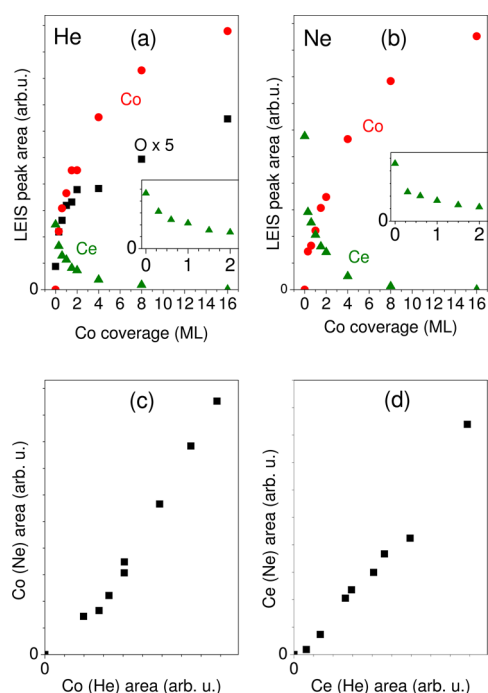 He (a)
LEIS peak area (arb.u.)
Co
O x 5
Ce
0 1 2
0
0 2 4 6 8 10 12 14 16
Co coverage (ML)
Ne (b)
LEIS peak area (arb.u.)
Co
Ce
0 1 2
0
0 2 4 6 8 10 12 14 16
Co coverage (ML)
(c)
Co (Ne) area (arb. u.)
0
0
Co (He) area (arb. u.)
(d)
Ce (Ne) area (arb. u.)
0
0
Ce (He) area (arb. u.)